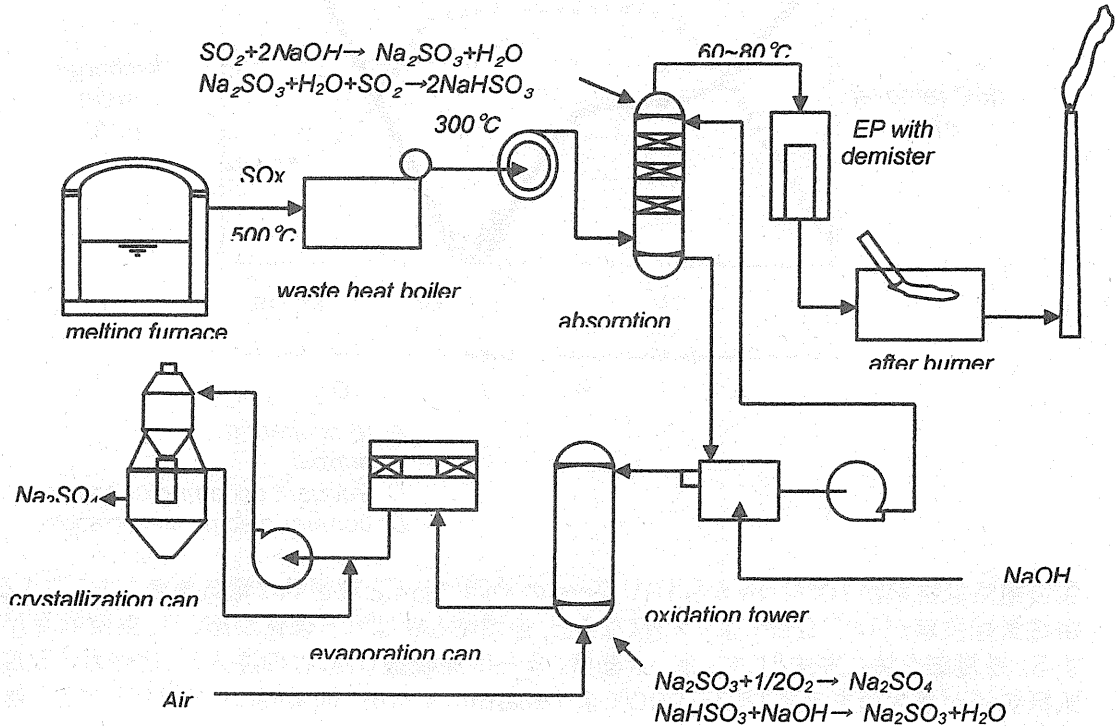 SO₂+2NaOH→ Na₂SO₃+H₂O
Na₂SO₃+H₂O+SO₂→2NaHSO₃
60~80℃
300℃
EP with
demister
SOx
500℃
waste heat boiler
melting furnace
absorption
after burner
Na₂SO₄
NaOH
crystallization can
oxidation tower
evaporation can
Air
Na₂SO₃+1/2O₂→ Na₂SO₄
NaHSO₃+NaOH→ Na₂SO₃+H₂O